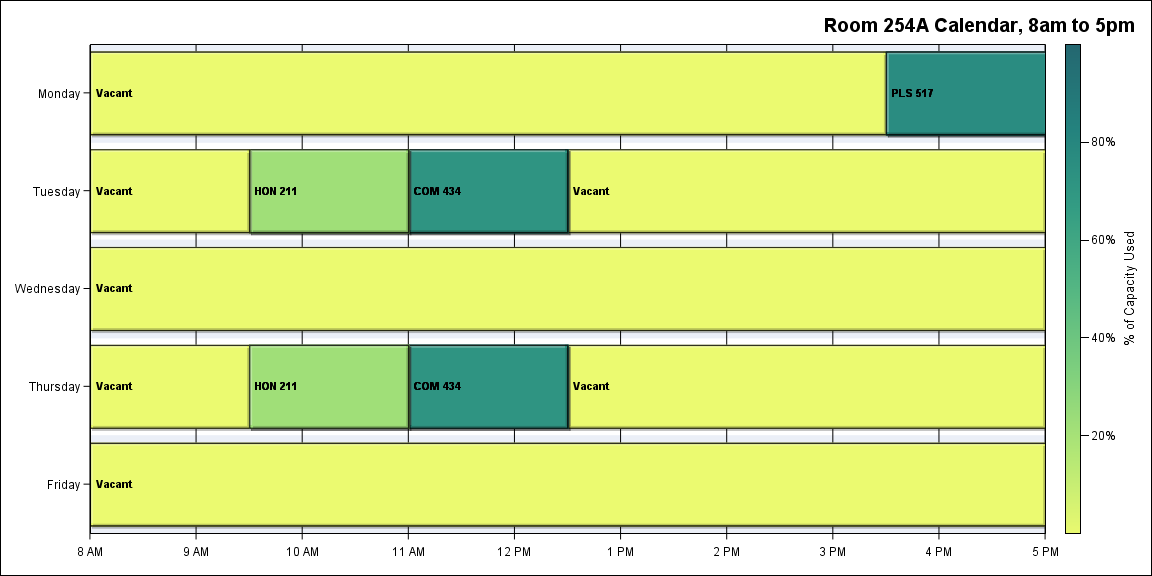 Room 254A Calendar, 8am to 5pm
Monday
Vacant
PLS 517
Tuesday
Vacant
HON 211
COM 434
Vacant
Wednesday
Vacant
Thursday
Vacant
HON 211
COM 434
Vacant
Friday
Vacant
8 AM
9 AM
10 AM
11 AM
12 PM
1 PM
2 PM
3 PM
4 PM
5 PM
80%
60%
40%
20%
% of Capacity Used